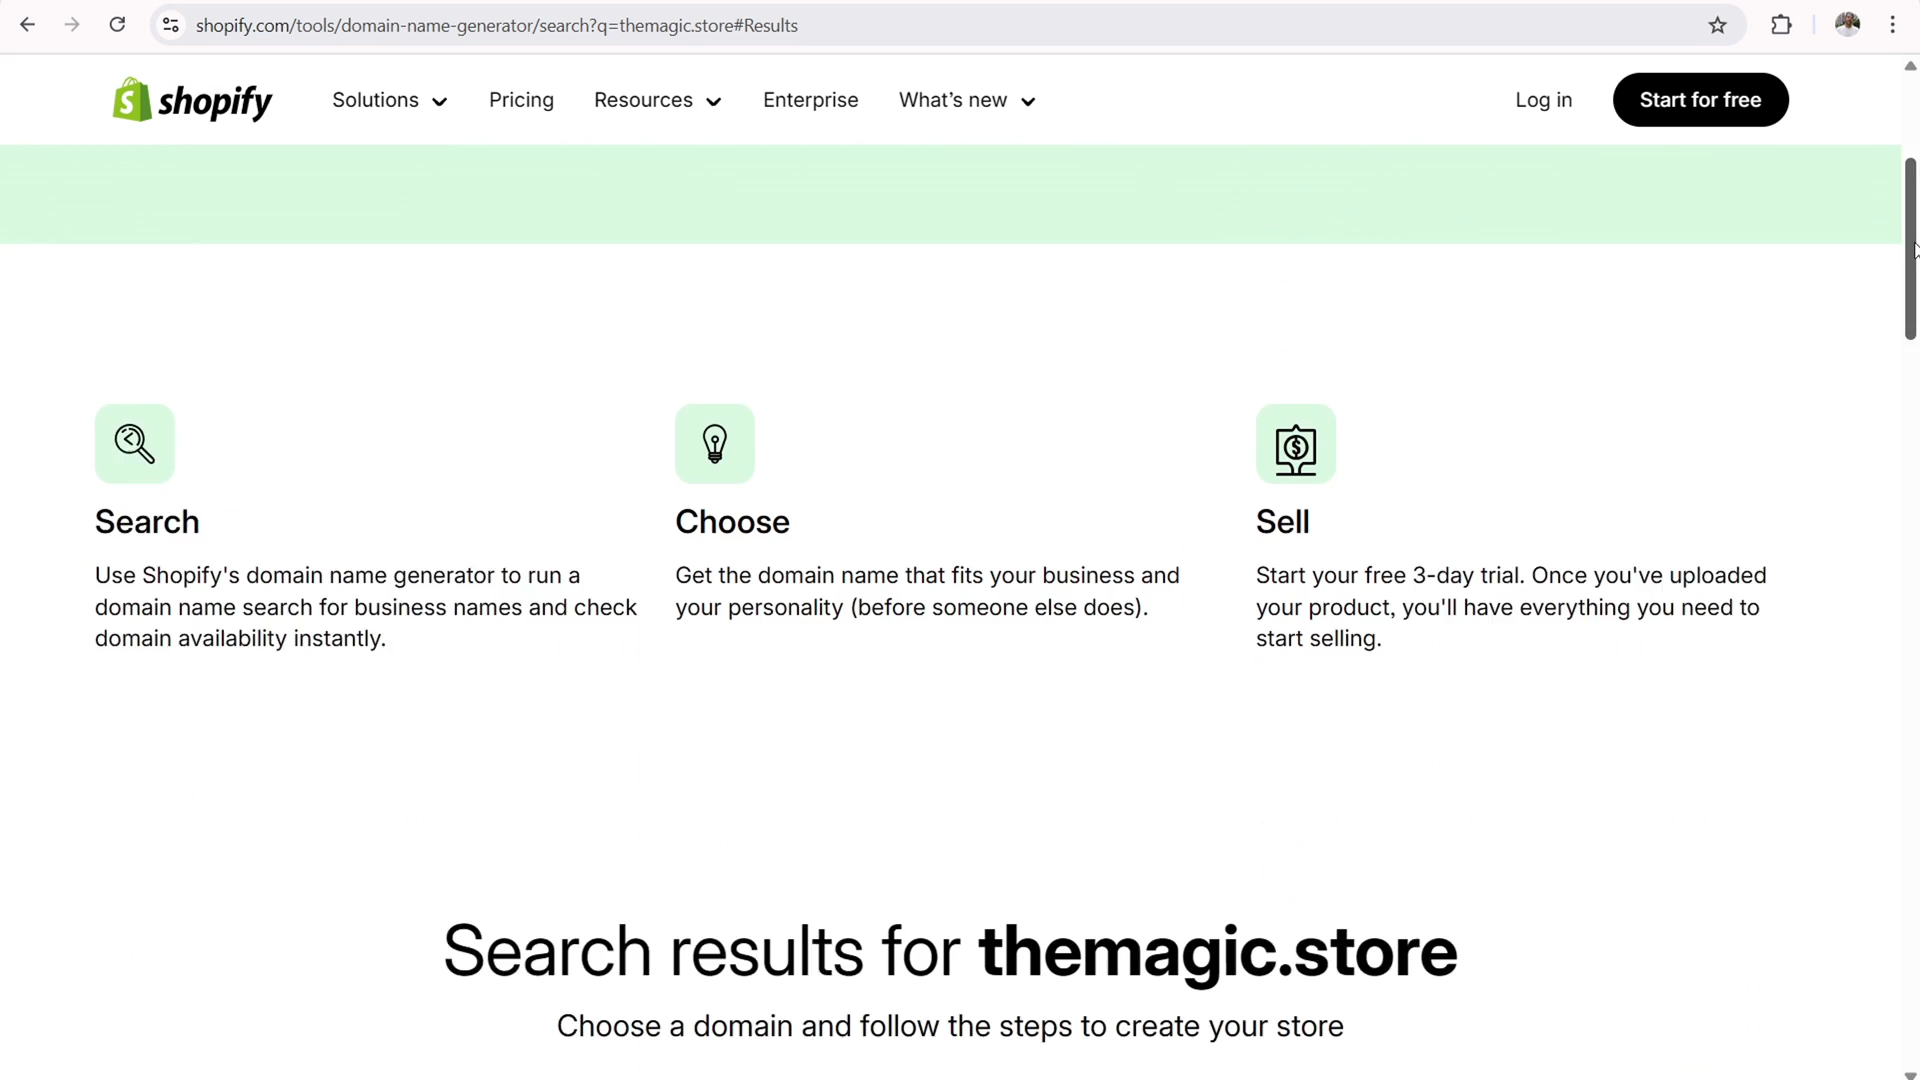 shopify.com/tools/domain-name-generator/search?q=themagic.store#Results
shopify
Solutions
Pricing
Resources
Enterprise
What's new
Log in
Start for free
Search
Use Shopify's domain name generator to run a
domain name search for business names and check
domain availability instantly.
Choose
Get the domain name that fits your business and
your personality (before someone else does).
Sell
Start your free 3-day trial. Once you've uploaded
your product, you'll have everything you need to
start selling.
Search results for themagic.store
Choose a domain and follow the steps to create your store